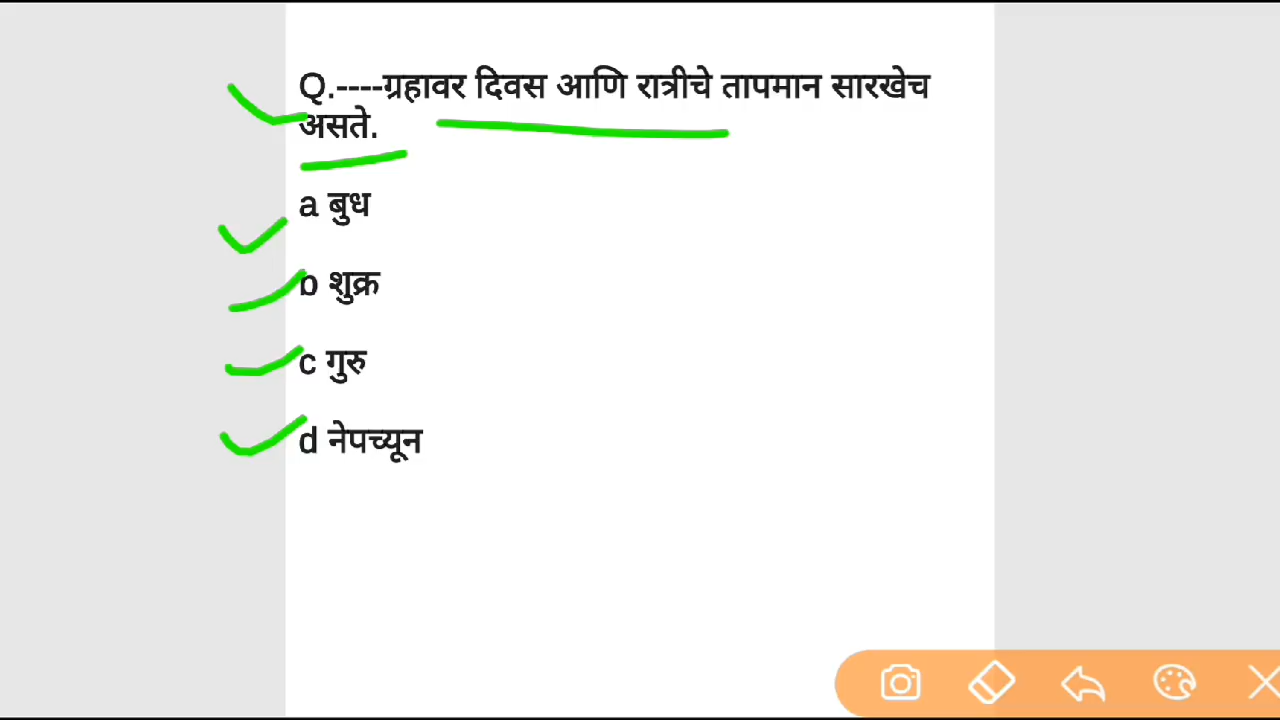 Q.----ग्रहावर दिवस आणि रात्रीचे तापमान सारखेच
असते.
a बुध
b शुक्र
c गुरु
d नेपच्यून